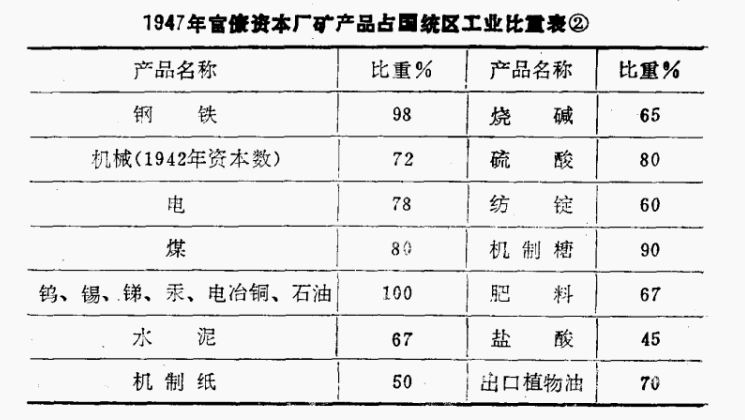 1947年官僚资本厂矿产品占国统区工业比重表②
产品名称 比重% 产品名称 比重%
钢铁 98 烧碱 65
机械(1942年资本数) 72 硫酸 80
电 78 纺锭 60
煤 80 机制糖 90
钨、锡、锑、汞、电冶铜、石油 100 肥料 67
水泥 67 盐酸 45
机制纸 50 出口植物油 70